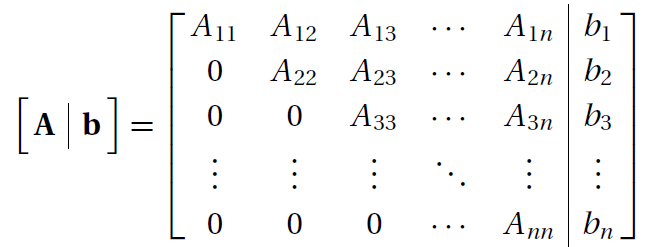 [ A | b ] = [ A₁₁ A₁₂ A₁₃ ⋯ A₁ₙ | b₁
0 A₂₂ A₂₃ ⋯ A₂ₙ | b₂
0 0 A₃₃ ⋯ A₃ₙ | b₃
⋮ ⋮ ⋮ ⋱ ⋮ | ⋮
0 0 0 ⋯ Aₙₙ | bₙ ]